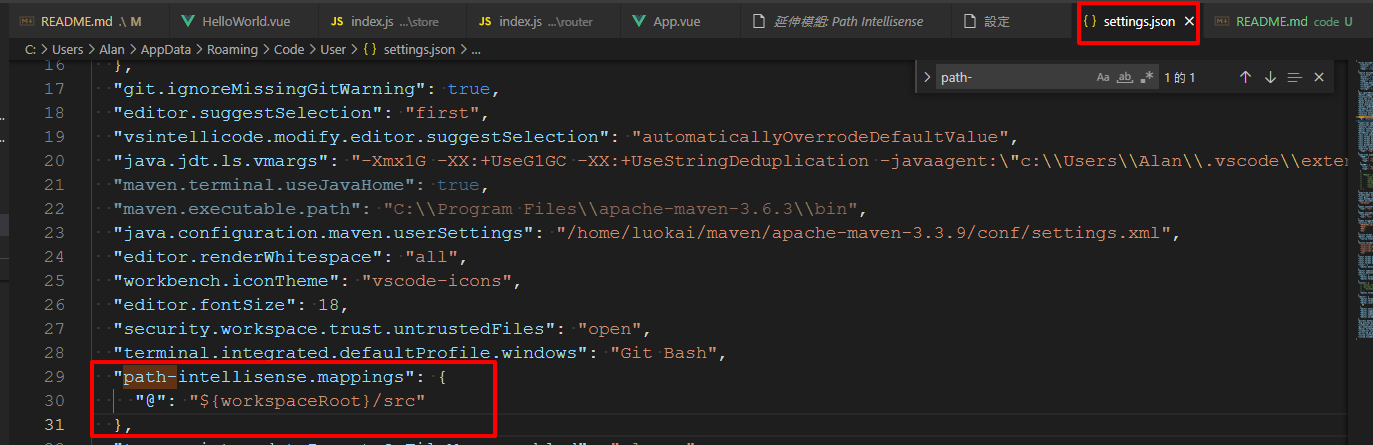 README.md .\ M HelloWorld.vue index.js ...\store index.js ...\router App.vue 延伸模組: Path Intellisense 設定 { } settings.json × README.md code U
C: > Users > Alan > AppData > Roaming > Code > User > { } settings.json > ...
path- Aa ab .* 1 的 1
16 },
17 "git.ignoreMissingGitWarning": true,
18 "editor.suggestSelection": "first",
19 "vsintellicode.modify.editor.suggestSelection": "automaticallyOverrodeDefaultValue",
20 "java.jdt.ls.vmargs": "-Xmx1G -XX:+UseG1GC -XX:+UseStringDeduplication -javaagent:\"c:\\Users\\Alan\\.vscode\\exten
21 "maven.terminal.useJavaHome": true,
22 "maven.executable.path": "C:\\Program Files\\apache-maven-3.6.3\\bin",
23 "java.configuration.maven.userSettings": "/home/luokai/maven/apache-maven-3.3.9/conf/settings.xml",
24 "editor.renderWhitespace": "all",
25 "workbench.iconTheme": "vscode-icons",
26 "editor.fontSize": 18,
27 "security.workspace.trust.untrustedFiles": "open",
28 "terminal.integrated.defaultProfile.windows": "Git Bash",
29 "path-intellisense.mappings": {
30 "@": "${workspaceRoot}/src"
31 },